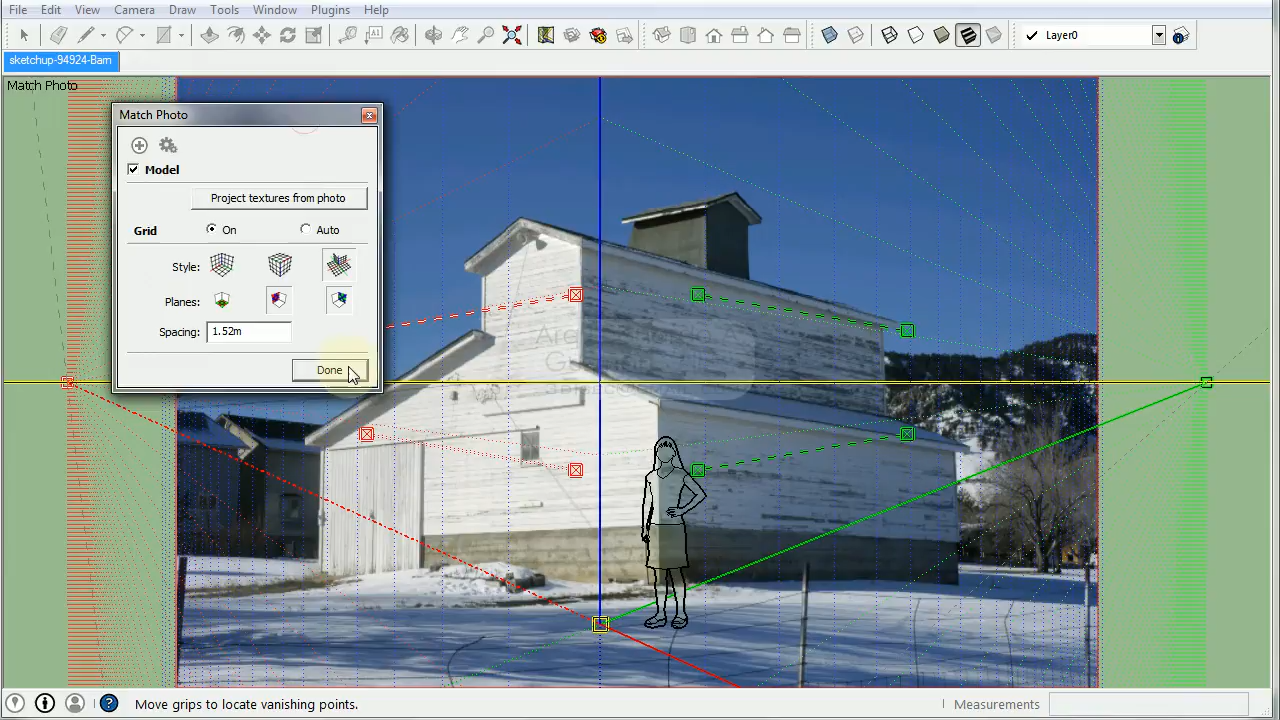 File Edit View Camera Draw Tools Window Plugins Help
Layer0
sketchup-94924-Barn
Match Photo
Match Photo
Model
Project textures from photo
Grid On Auto
Style:
Planes:
Spacing: 1.52m
Done
Move grips to locate vanishing points.
Measurements